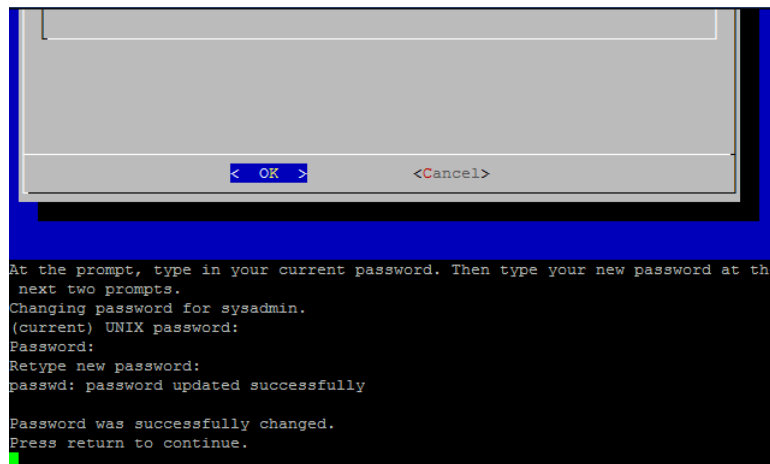 < OK > <Cancel>
At the prompt, type in your current password. Then type your new password at th
next two prompts.
Changing password for sysadmin.
(current) UNIX password:
Password:
Retype new password:
passwd: password updated successfully
Password was successfully changed.
Press return to continue.